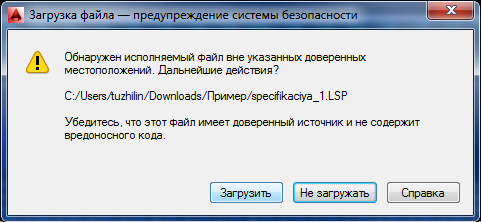 Загрузка файла — предупреждение системы безопасности
Обнаружен исполняемый файл вне указанных доверенных
местоположений. Дальнейшие действия?
C:/Users/tuzhilin/Downloads/Пример/specifikaciya_1.LSP
Убедитесь, что этот файл имеет доверенный источник и не содержит
вредоносного кода.
Загрузить Не загружать Справка